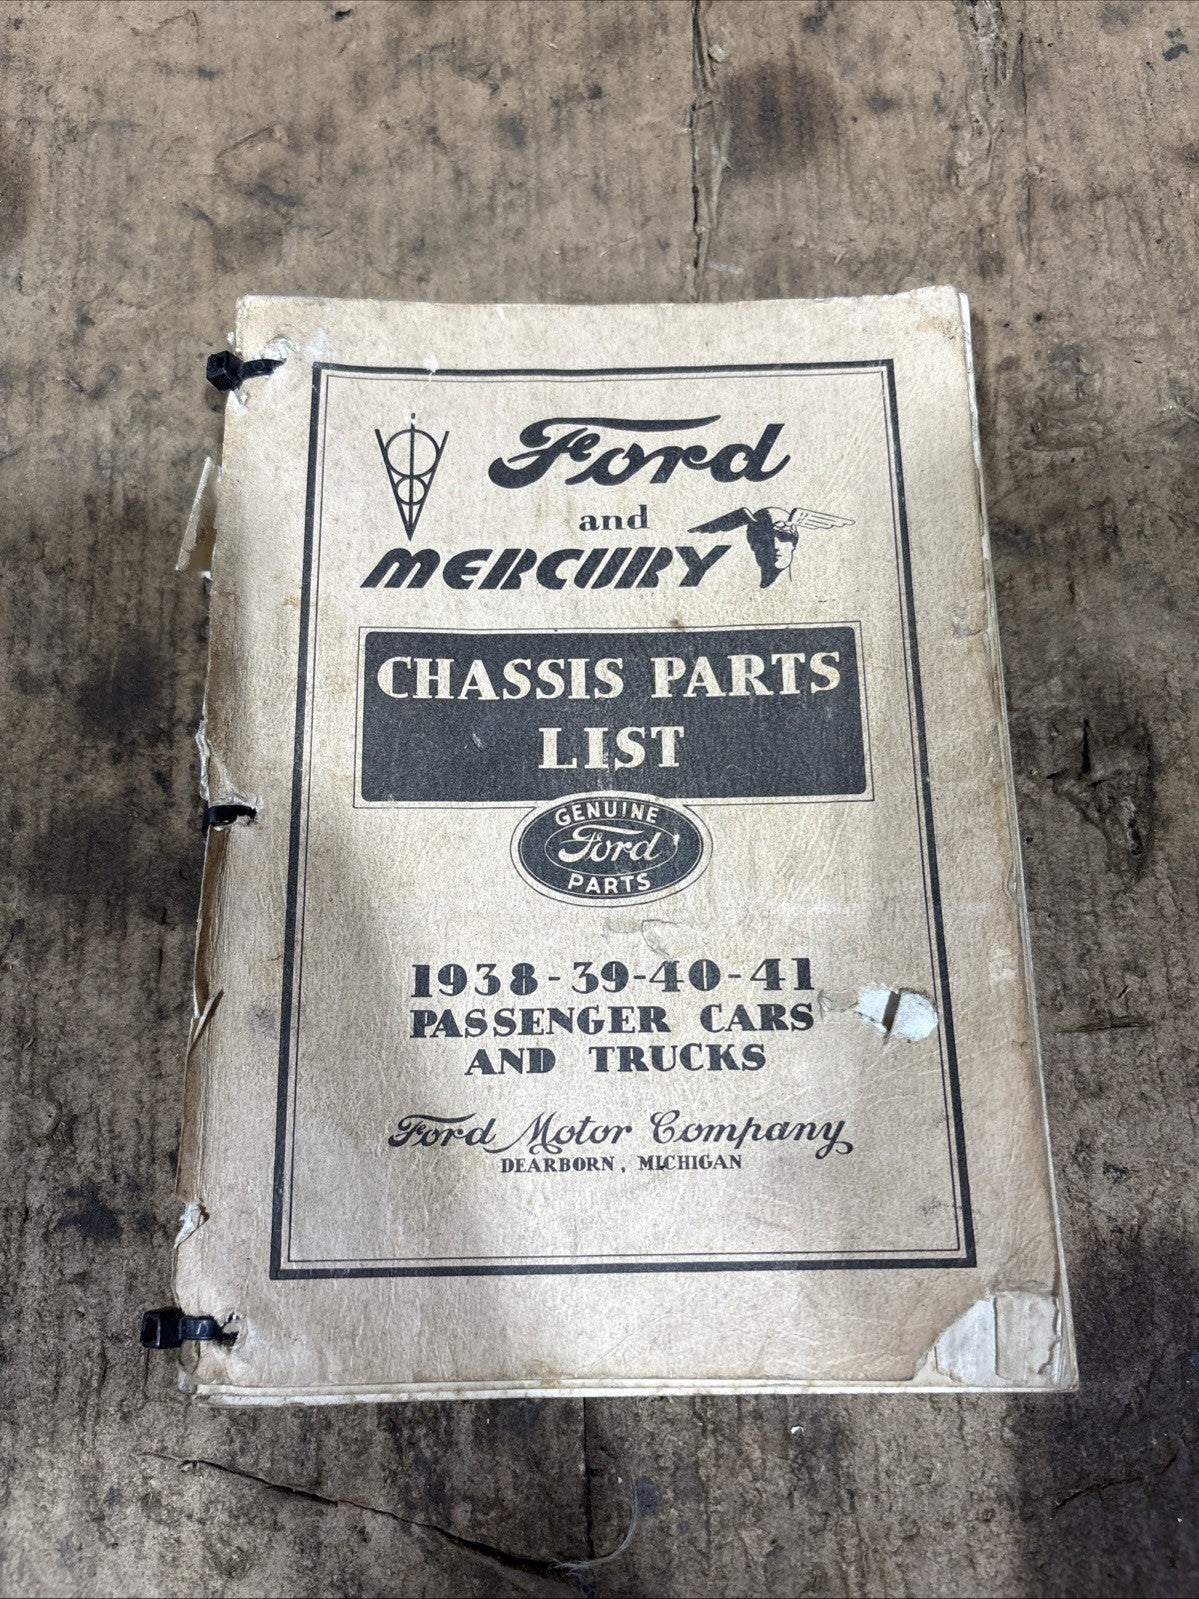 Ford
and
MERCURY
CHASSIS PARTS
LIST
GENUINE
Ford
PARTS
1938-39-40-41
PASSENGER CARS
AND TRUCKS
Ford Motor Company
DEARBORN, MICHIGAN